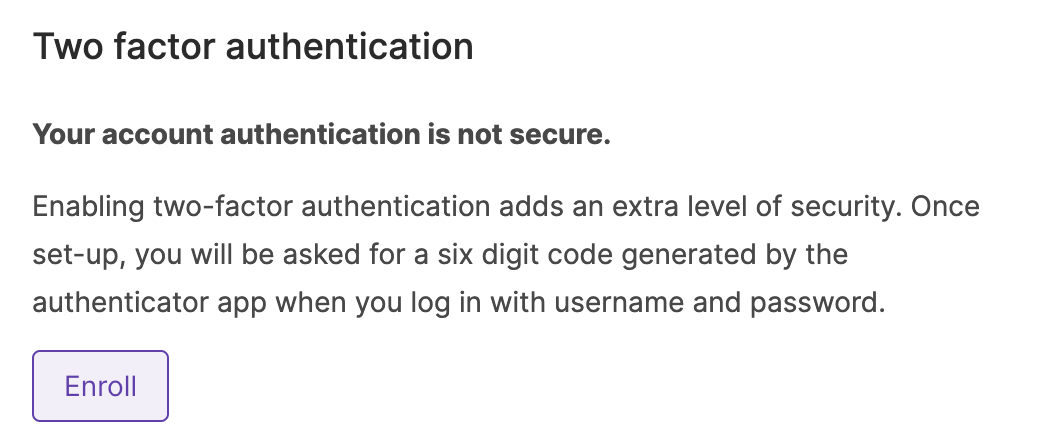 Two factor authentication
Your account authentication is not secure.
Enabling two-factor authentication adds an extra level of security. Once
set-up, you will be asked for a six digit code generated by the
authenticator app when you log in with username and password.
Enroll